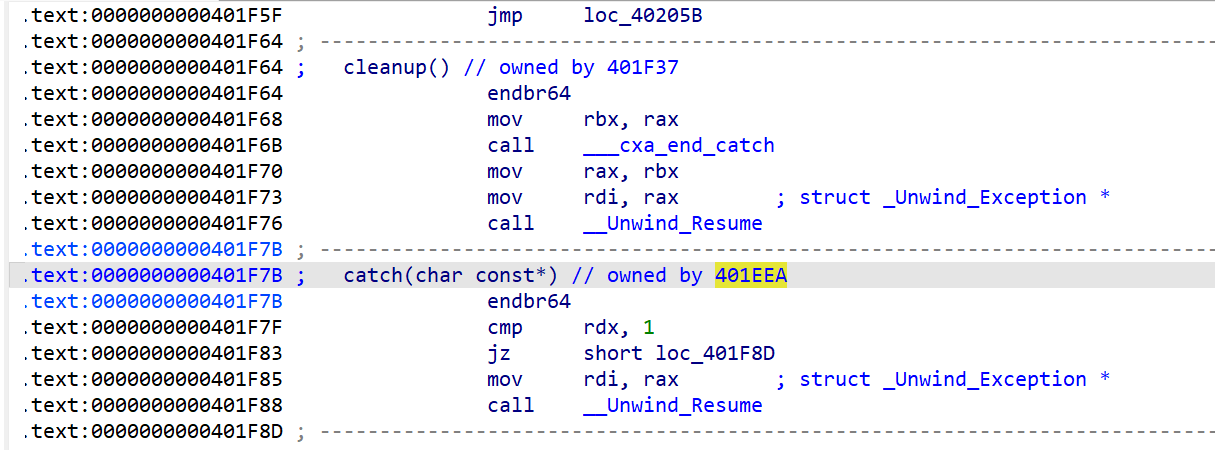 .text:0000000000401F5F                 jmp     loc_40205B
.text:0000000000401F64 ; ---------------------------------------------------------------------------
.text:0000000000401F64 ;   cleanup() // owned by 401F37
.text:0000000000401F64                 endbr64
.text:0000000000401F68                 mov     rbx, rax
.text:0000000000401F6B                 call    ___cxa_end_catch
.text:0000000000401F70                 mov     rax, rbx
.text:0000000000401F73                 mov     rdi, rax        ; struct _Unwind_Exception *
.text:0000000000401F76                 call    __Unwind_Resume
.text:0000000000401F7B ; ---------------------------------------------------------------------------
.text:0000000000401F7B ;   catch(char const*) // owned by 401EEA
.text:0000000000401F7B                 endbr64
.text:0000000000401F7F                 cmp     rdx, 1
.text:0000000000401F83                 jz      short loc_401F8D
.text:0000000000401F85                 mov     rdi, rax        ; struct _Unwind_Exception *
.text:0000000000401F88                 call    __Unwind_Resume
.text:0000000000401F8D ; ---------------------------------------------------------------------------